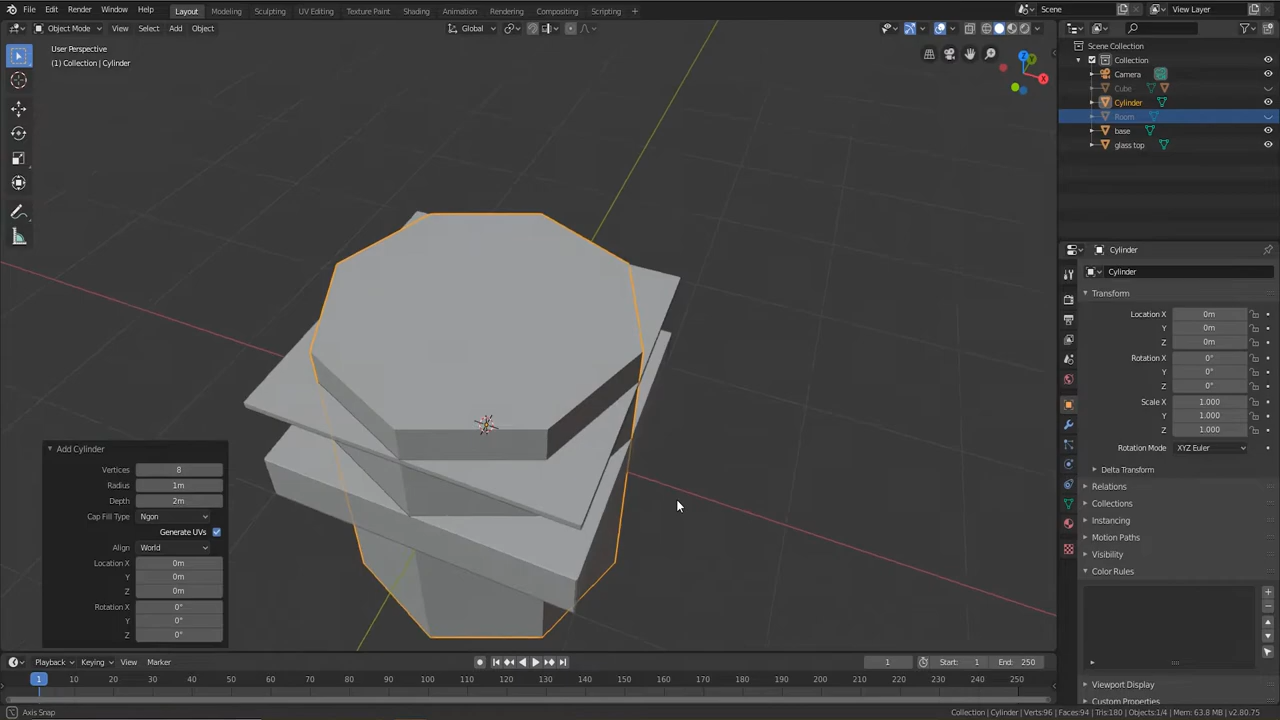 File Edit Render Window Help Layout Modeling Sculpting UV Editing Texture Paint Shading Animation Rendering Compositing Scripting + Scene View Layer
Object Mode View Select Add Object Global
User Perspective
(1) Collection | Cylinder
Scene Collection
Collection
Camera
Cube
Cylinder
Room
base
glass top
X
Y
Z
Cylinder
Cylinder
Transform
Location X 0m
Y 0m
Z 0m
Rotation X 0°
Y 0°
Z 0°
Scale X 1.000
Y 1.000
Z 1.000
Rotation Mode XYZ Euler
Delta Transform
Relations
Collections
Instancing
Motion Paths
Visibility
Color Rules
Viewport Display
Custom Properties
Add Cylinder
Vertices 8
Radius 1m
Depth 2m
Cap Fill Type Ngon
Generate UVs
Align World
Location X 0m
Y 0m
Z 0m
Rotation X 0°
Y 0°
Z 0°
Playback Keying View Marker 1 Start: 1 End: 250
1 10 20 30 40 50 60 70 80 90 100 110 120 130 140 150 160 170 180 190 200 210 220 230 240 250
Axis Snap Collection | Cylinder | Verts:96 | Faces:94 | Tris:180 | Objects:1/4 | Mem: 63.8 MB | v2.80.75